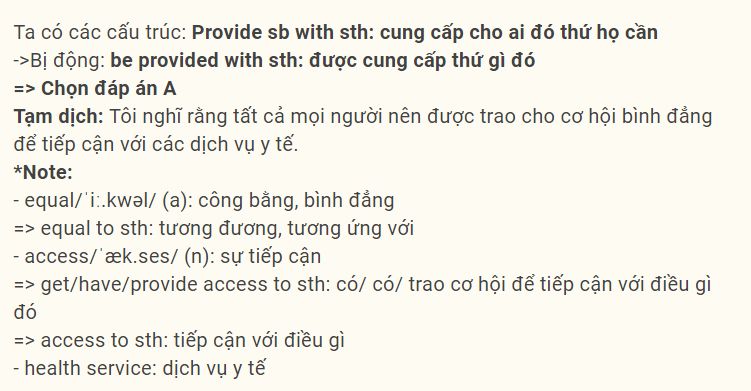 Ta có các cấu trúc: Provide sb with sth: cung cấp cho ai đó thứ họ cần
->Bị động: be provided with sth: được cung cấp thứ gì đó
=> Chọn đáp án A
Tạm dịch: Tôi nghĩ rằng tất cả mọi người nên được trao cho cơ hội bình đẳng
để tiếp cận với các dịch vụ y tế.
*Note:
- equal/ˈiː.kwəl/ (a): công bằng, bình đẳng
=> equal to sth: tương đương, tương ứng với
- access/ˈæk.ses/ (n): sự tiếp cận
=> get/have/provide access to sth: có/ có/ trao cơ hội để tiếp cận với điều gì
đó
=> access to sth: tiếp cận với điều gì
- health service: dịch vụ y tế